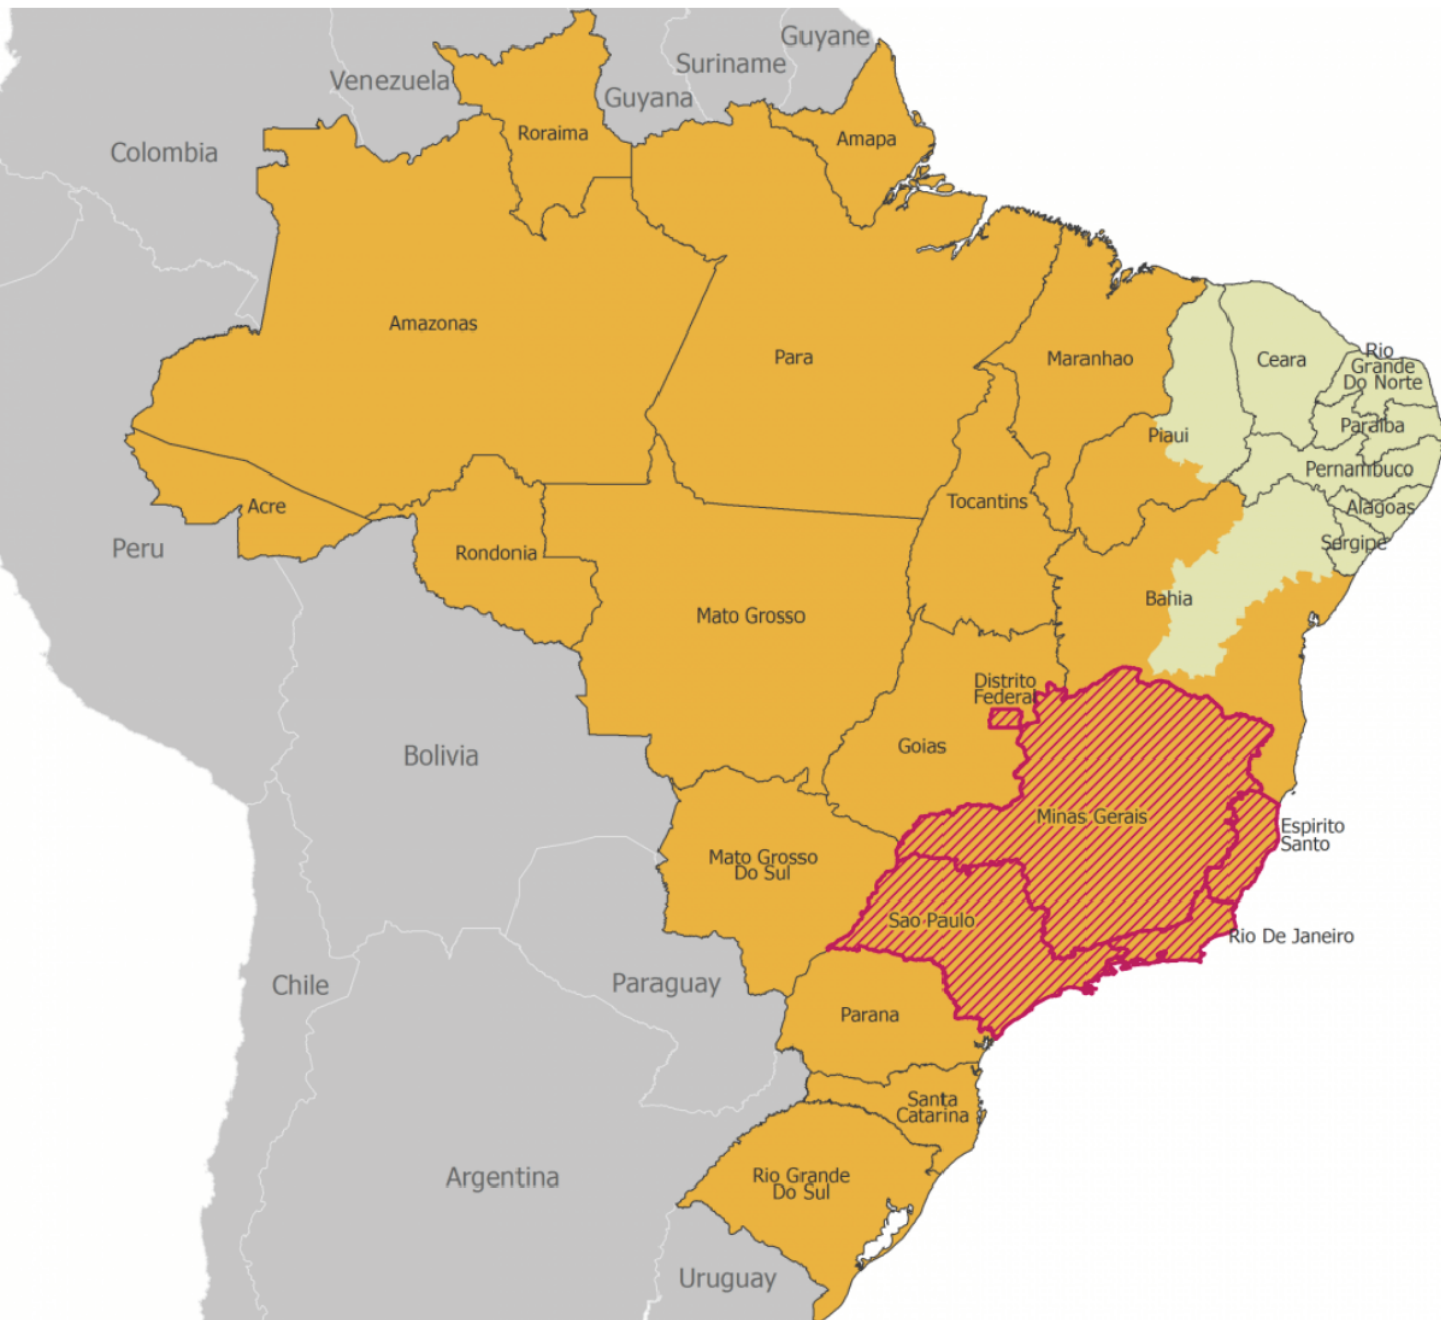 Guyane
Suriname
Venezuela
Guyana
Roraima
Amapa
Colombia
Amazonas
Para
Maranhao
Ceara
Rio
Grande
Do Norte
Paraiba
Piaui
Pernambuco
Tocantins
Alagoas
Acre
Sergipe
Peru
Rondonia
Bahia
Mato Grosso
Distrito
Federal
Goias
Bolivia
Minas Gerais
Espirito
Santo
Mato Grosso
Do Sul
Sao Paulo
Rio De Janeiro
Chile
Paraguay
Parana
Santa
Catarina
Argentina
Rio Grande
Do Sul
Uruguay